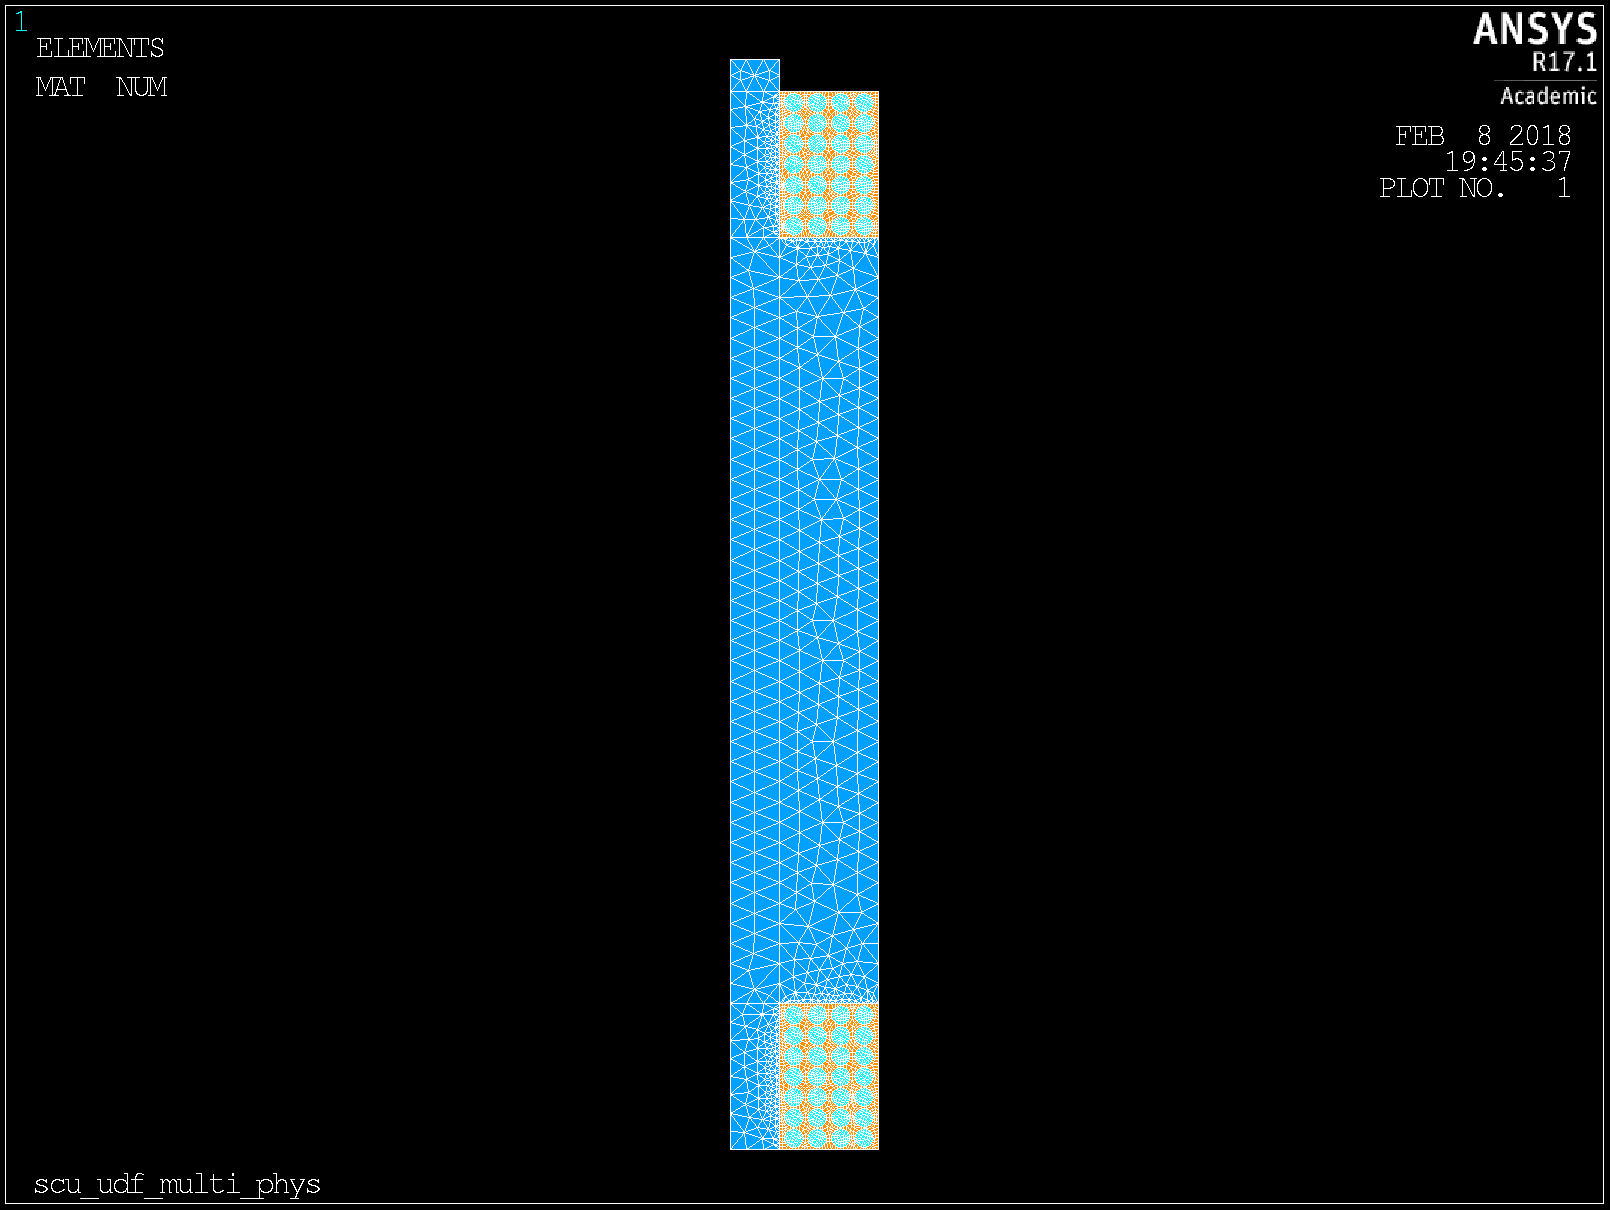 1
ELEMENTS
MAT  NUM
ANSYS
R17.1
Academic
FEB  8 2018
19:45:37
PLOT NO.   1
scu_udf_multi_phys